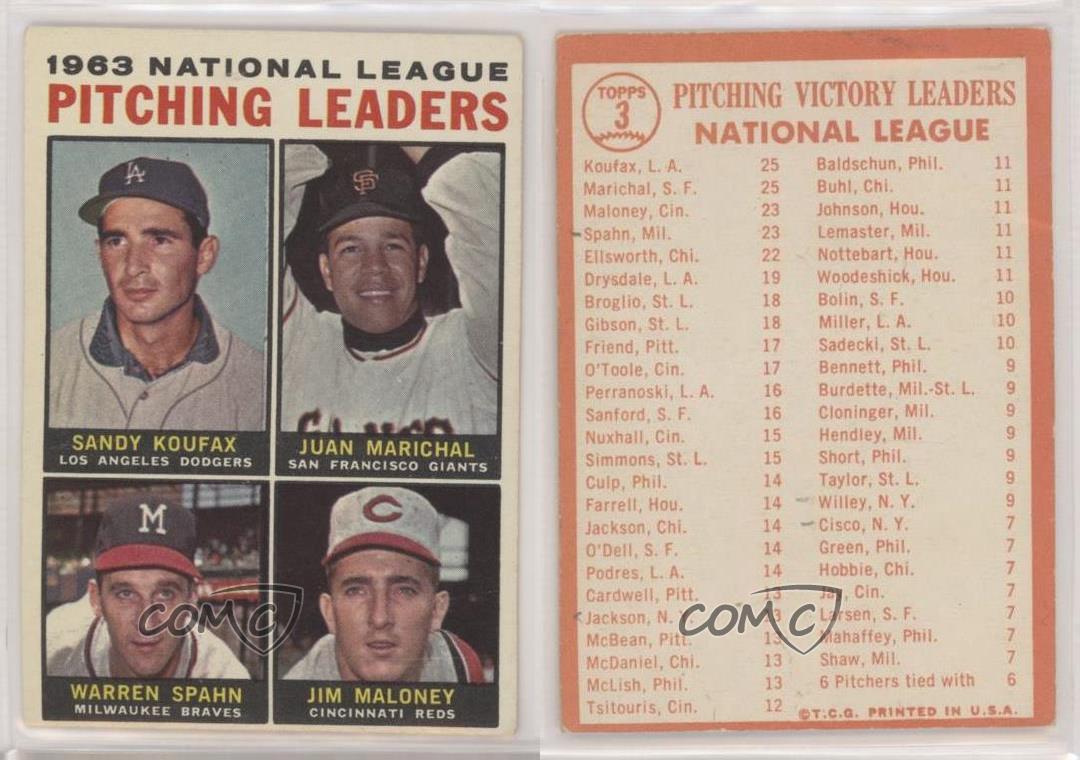 1963 NATIONAL LEAGUE
PITCHING LEADERS
LA
SF
SANDY KOUFAX
LOS ANGELES DODGERS
JUAN MARICHAL
SAN FRANCISCO GIANTS
M
C
WARREN SPAHN
MILWAUKEE BRAVES
JIM MALONEY
CINCINNATI REDS
COMC
TOPPS
3
PITCHING VICTORY LEADERS
NATIONAL LEAGUE
Koufax, L. A. 25
Marichal, S. F. 25
Maloney, Cin. 23
Spahn, Mil. 23
Ellsworth, Chi. 22
Drysdale, L. A. 19
Broglio, St. L. 18
Gibson, St. L. 18
Friend, Pitt. 17
O'Toole, Cin. 17
Perranoski, L. A. 16
Sanford, S. F. 16
Nuxhall, Cin. 15
Simmons, St. L. 15
Culp, Phil. 14
Farrell, Hou. 14
Jackson, Chi. 14
O'Dell, S. F. 14
Podres, L. A. 14
Cardwell, Pitt. 13
Jackson, N. 13
McBean, Pitt. 13
McDaniel, Chi. 13
McLish, Phil. 13
Tsitouris, Cin. 12
Baldschun, Phil. 11
Buhl, Chi. 11
Johnson, Hou. 11
Lemaster, Mil. 11
Nottebart, Hou. 11
Woodeshick, Hou. 11
Bolin, S. F. 10
Miller, L. A. 10
Sadecki, St. L. 10
Bennett, Phil. 9
Burdette, Mil.-St. L. 9
Cloninger, Mil. 9
Hendley, Mil. 9
Short, Phil. 9
Taylor, St. L. 9
Willey, N. Y. 9
Cisco, N. Y. 7
Green, Phil. 7
Hobbie, Chi. 7
Jay, Cin. 7
Larsen, S. F. 7
Mahaffey, Phil. 7
Shaw, Mil. 7
6 Pitchers tied with 6
©T.C.G. PRINTED IN U.S.A.
COMC